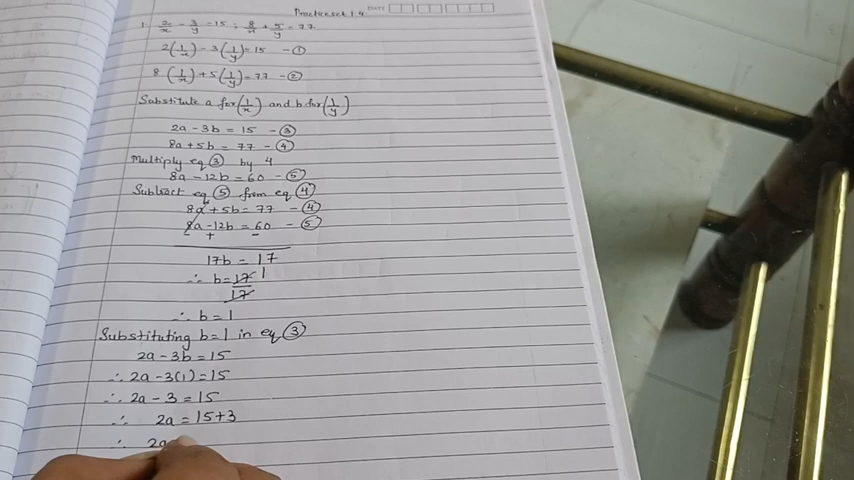 Practice set 1.4 DATE
1. 2/x - 3/y = 15 ; 8/x + 5/y = 77
2(1/x) - 3(1/y) = 15 - ①
8(1/x) + 5(1/y) = 77 - ②
Substitute a for (1/x) and b for (1/y)
2a - 3b = 15 - ③
8a + 5b = 77 - ④
Multiply eq ③ by 4
8a - 12b = 60 - ⑤
Subtract eq ⑤ from eq ④
8a + 5b = 77 - ④
8a - 12b = 60 - ⑤
- + -
17b = 17
∴ b = 17 1
17
∴ b = 1
Substituting b = 1 in eq ③
2a - 3b = 15
∴ 2a - 3(1) = 15
∴ 2a - 3 = 15
∴ 2a = 15 + 3
∴ 2a =